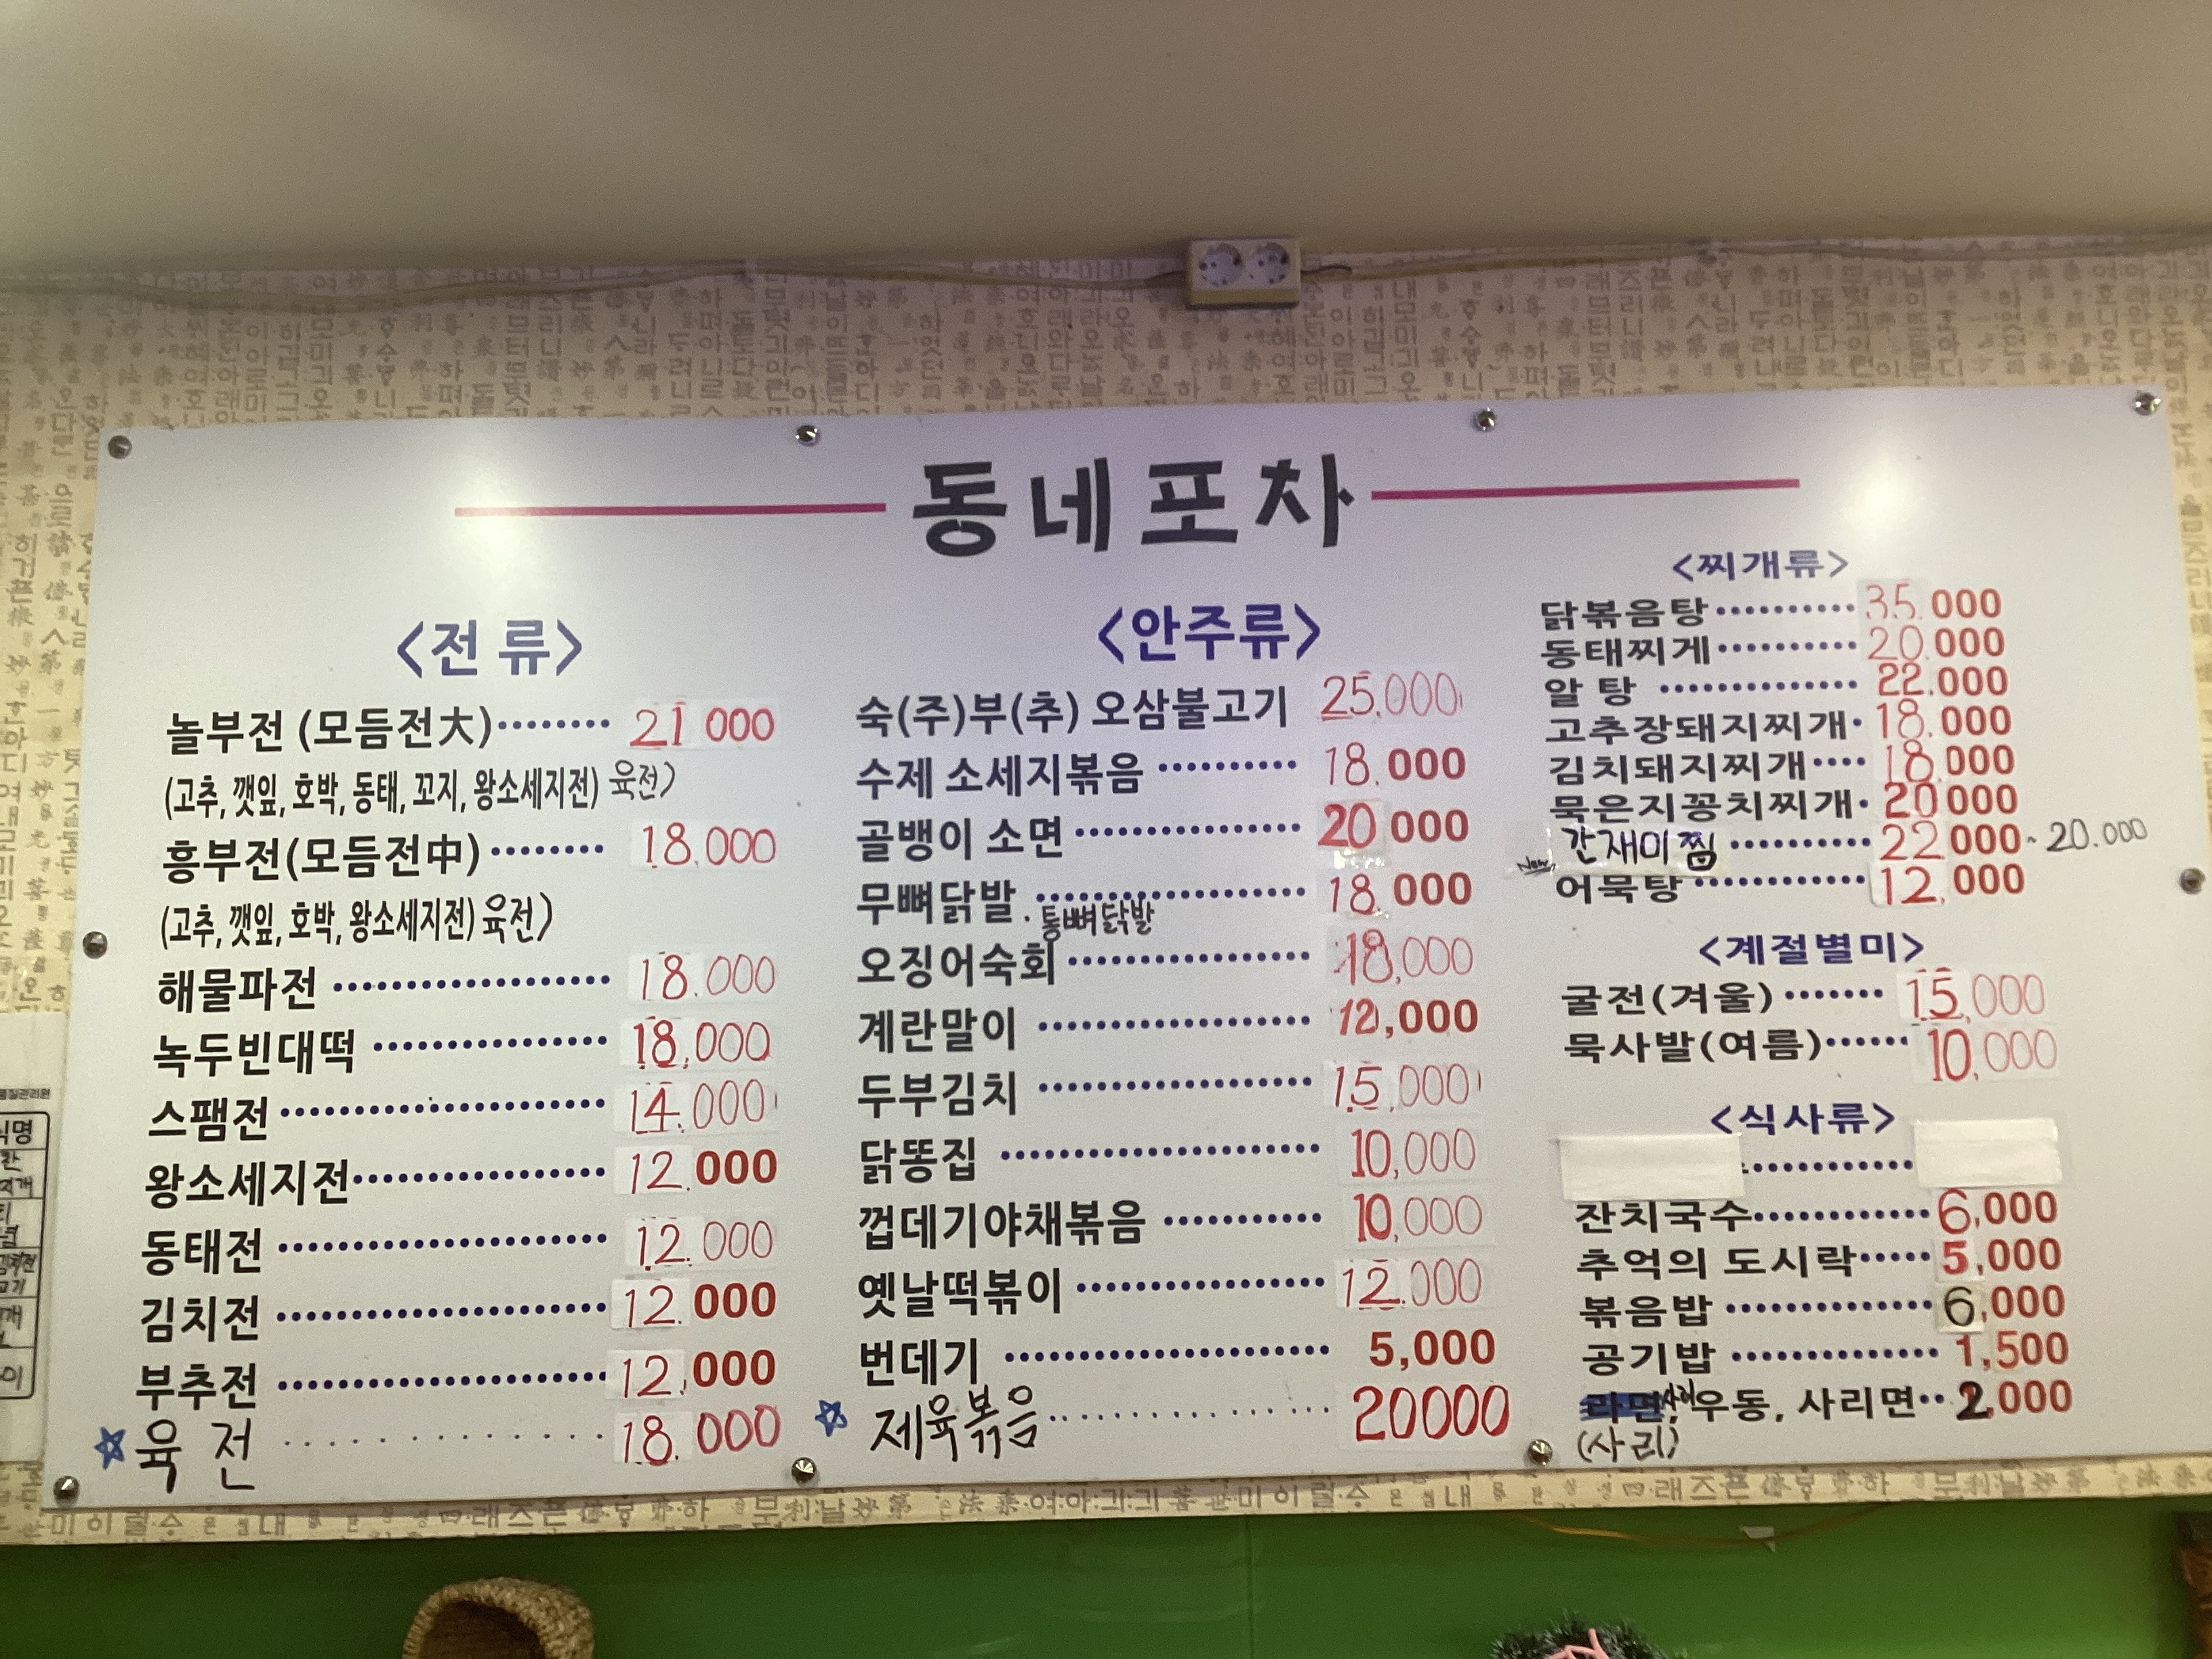 동네포차
<전 류>
놀부전 (모듬전大)········ 21 000
(고추, 깻잎, 호박, 동태, 꼬지, 왕소세지전) 육전)
흥부전(모듬전中)········ 18.000
(고추, 깻잎, 호박, 왕소세지전) 육전)
해물파전 ··················· 18.000
녹두빈대떡 ················ 18,000
스팸전······················ 14.000
왕소세지전················· 12.000
동태전 ······················ 12.000
김치전 ······················ 12.000
부추전 ······················ 12,000
☆ 육 전 ············ 18.000
<안주류>
숙(주)부(추) 오삼불고기 25.000
수제 소세지볶음 ·········· 18.000
골뱅이 소면 ················ 20 000
무뼈닭발 ··················· 18.000
통뼈닭발
오징어숙회 ················· 18,000
계란말이 ··················· 12,000
두부김치 ··················· 15,000
닭똥집 ······················ 10,000
껍데기야채볶음 ··········· 10,000
옛날떡볶이 ················· 12.000
번데기 ······················ 5,000
☆ 제육볶음 ············ 20000
<찌개류>
닭볶음탕·········· 35.000
동태찌게·········· 20.000
알 탕 ·············· 22.000
고추장돼지찌개· 18.000
김치돼지찌개···· 18.000
묵은지꽁치찌개· 20000
New 간재미찜 ·········· 22000~20.000
어묵탕············ 12,000
<계절별미>
굴전(겨울) ······· 15,000
묵사발(여름)······ 10,000
<식사류>
잔치국수············ 6,000
추억의 도시락····· 5,000
볶음밥 ·············· 6,000
공기밥 ·············· 1,500
라면, 우동, 사리면·· 2,000
(사리)